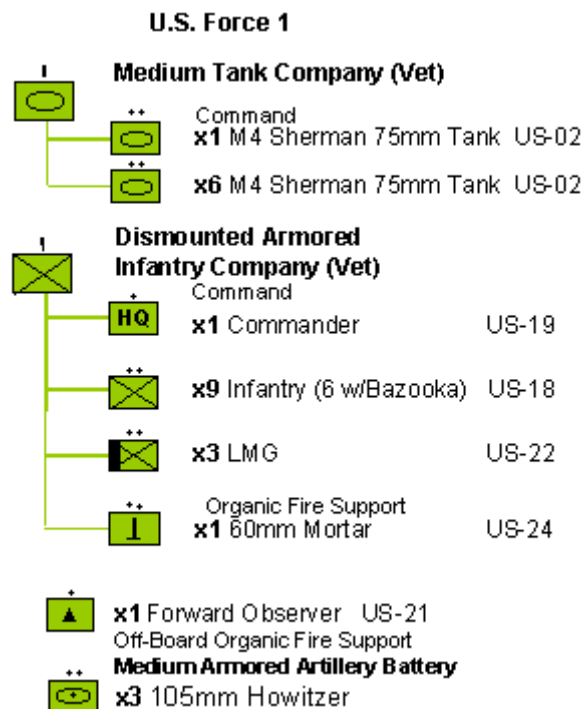 U.S. Force 1
Medium Tank Company (Vet)
Command
x1 M4 Sherman 75mm Tank US-02
x6 M4 Sherman 75mm Tank US-02
Dismounted Armored
Infantry Company (Vet)
Command
HQ
x1 Commander US-19
x9 Infantry (6 w/Bazooka) US-18
x3 LMG US-22
Organic Fire Support
x1 60mm Mortar US-24
x1 Forward Observer US-21
Off-Board Organic Fire Support
Medium Armored Artillery Battery
x3 105mm Howitzer